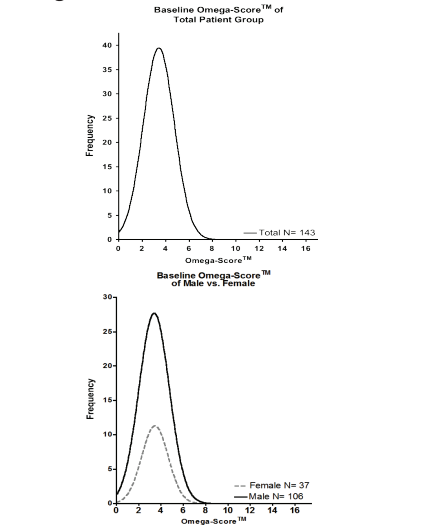 Baseline Omega-Score™ of
Total Patient Group
40
35
30
25
20
15
10
5
0
Frequency
0 2 4 6 8 10 12 14 16
Omega-Score™
Total N= 143
Baseline Omega-Score™
of Male vs. Female
30
25
20
15
10
5
0
Frequency
0 2 4 6 8 10 12 14 16
Omega-Score™
Female N= 37
Male N= 106